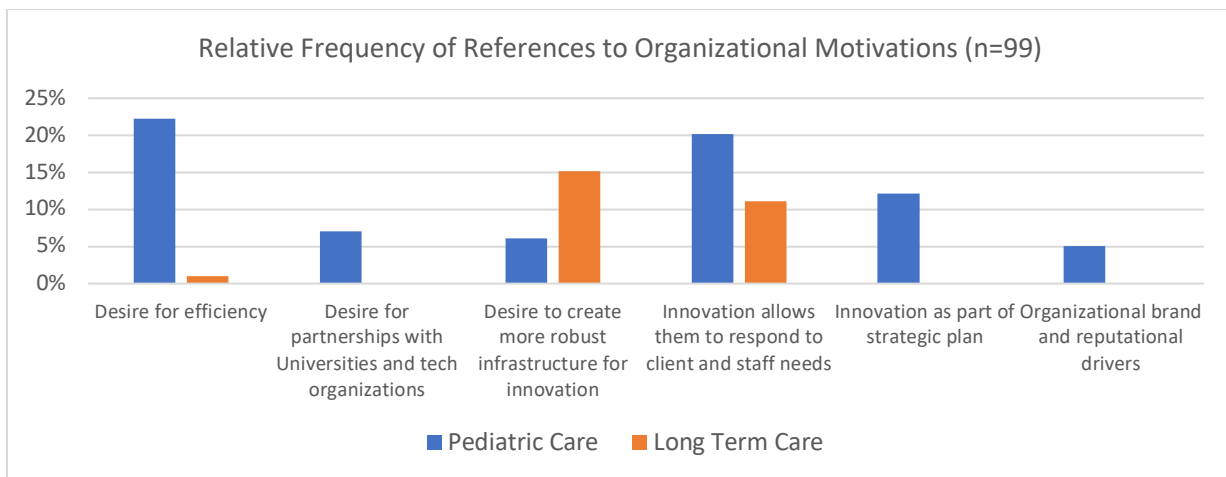 Relative Frequency of References to Organizational Motivations (n=99)
25%
20%
15%
10%
5%
0%
Desire for efficiency
Desire for
partnerships with
Universities and tech
organizations
Desire to create
more robust
infrastructure for
innovation
Innovation allows
them to respond to
client and staff needs
Innovation as part of
strategic plan
Organizational brand
and reputational
drivers
Pediatric Care
Long Term Care